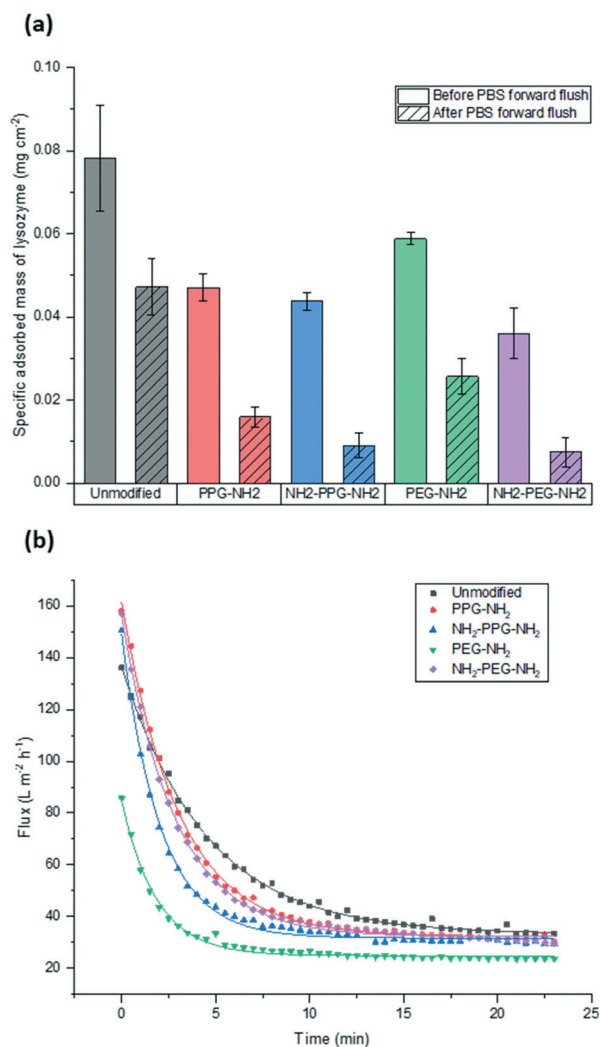 (a)
Specific adsorbed mass of lysozyme (mg cm⁻²)
0.10
0.08
0.06
0.04
0.02
0.00
Before PBS forward flush
After PBS forward flush
Unmodified PPG-NH2 NH2-PPG-NH2 PEG-NH2 NH2-PEG-NH2
(b)
Flux (L m⁻² h⁻¹)
160
140
120
100
80
60
40
20
Unmodified
PPG-NH₂
NH₂-PPG-NH₂
PEG-NH₂
NH₂-PEG-NH₂
0 5 10 15 20 25
Time (min)